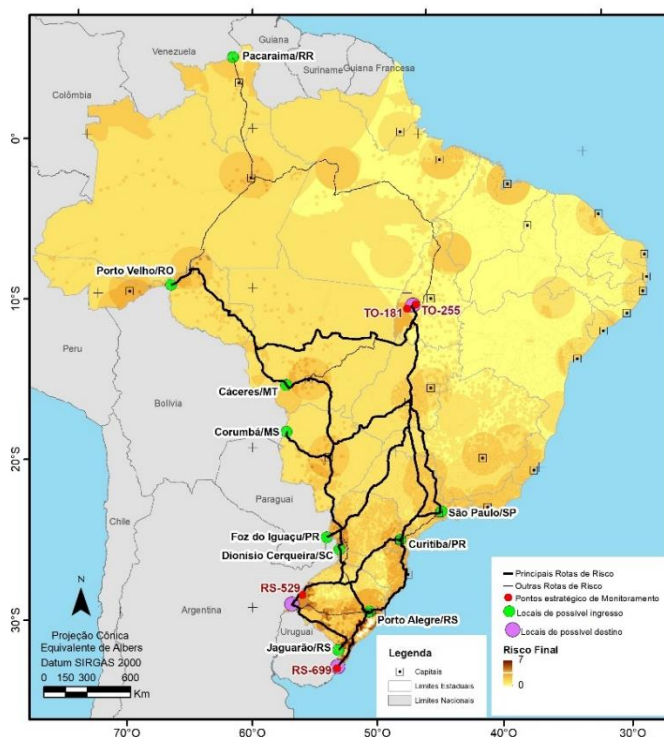 Guiana
Venezuela
Pacaraima/RR
Suriname
Guiana Francesa
Colômbia
0°
Porto Velho/RO
10°S
TO-181
TO-255
Peru
Bolívia
Cáceres/MT
Corumbá/MS
20°S
Paraguai
Chile
São Paulo/SP
Foz do Iguaçu/PR
Curitiba/PR
Dionísio Cerqueira/SC
RS-529
N
Argentina
Porto Alegre/RS
Uruguai
30°S
Jaguarão/RS
RS-699
Projeção Cônica
Equivalente de Albers
Datum SIRGAS 2000
0 150 300 600
Km
Legenda
Capitais
Limites Estaduais
Limites Nacionais
Principais Rotas de Risco
Outras Rotas de Risco
Pontos estratégico de Monitoramento
Locais de possível ingresso
Locais de possível destino
Risco Final
7
0
70°O
60°O
50°O
40°O
30°O